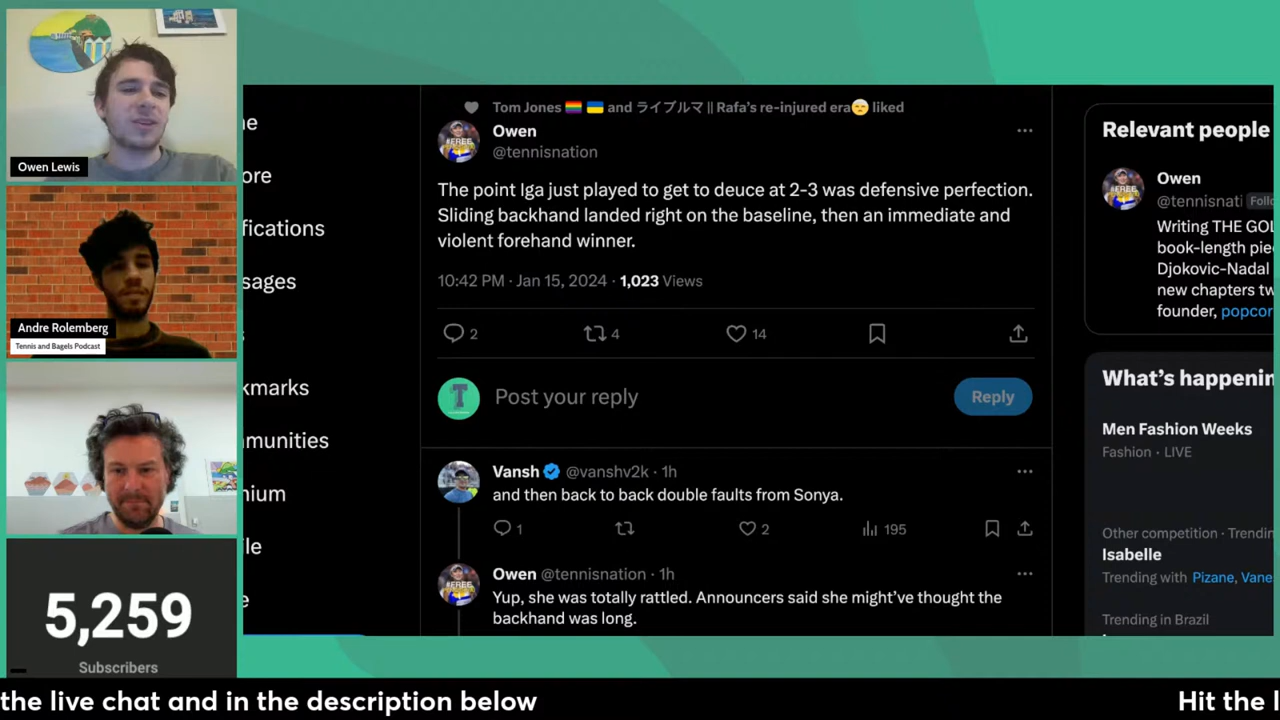 Owen Lewis
Andre Rolemberg
Tennis and Bagels Podcast
5,259
Subscribers
fications
sages
kmarks
munities
nium
Tom Jones 🏳️‍🌈 🇺🇦 and ライブルマ || Rafa's re-injured era😔 liked
Owen
@tennisnation
The point Iga just played to get to deuce at 2-3 was defensive perfection.
Sliding backhand landed right on the baseline, then an immediate and
violent forehand winner.
10:42 PM · Jan 15, 2024 · 1,023 Views
2 4 14
Post your reply
Reply
Vansh @vanshv2k · 1h
and then back to back double faults from Sonya.
1 2 195
Owen @tennisnation · 1h
Yup, she was totally rattled. Announcers said she might've thought the
backhand was long.
Relevant people
#FREE
Owen
@tennisnati Follo
Writing THE GOL
book-length pie
Djokovic-Nadal
new chapters tw
founder, popcor
What's happenin
Men Fashion Weeks
Fashion · LIVE
Other competition · Trendin
Isabelle
Trending with Pizane, Vane
Trending in Brazil
the live chat and in the description below
Hit the l